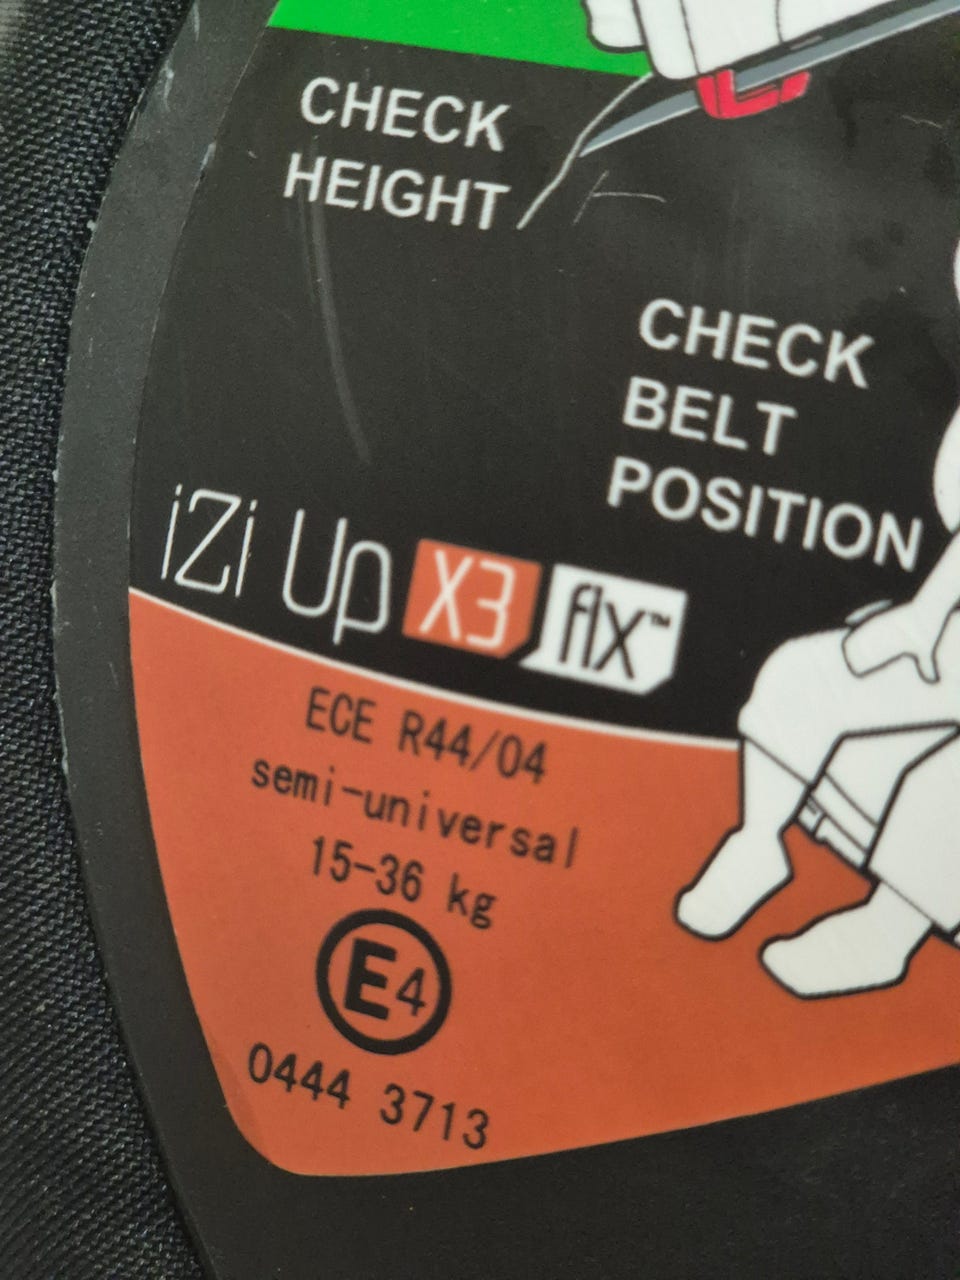 CHECK
HEIGHT
CHECK
BELT
POSITION
iZi Up X3 fix™
ECE R44/04
semi-universal
15-36 kg
E4
0444 3713